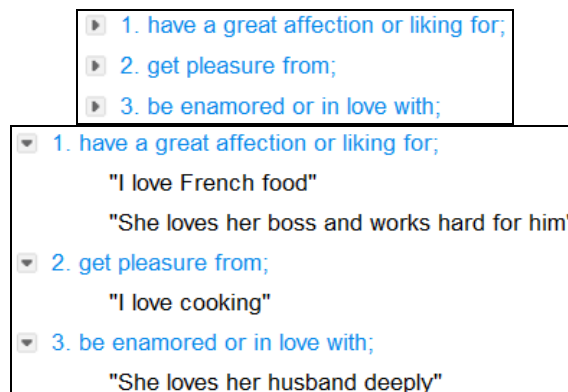 1. have a great affection or liking for;
2. get pleasure from;
3. be enamored or in love with;
1. have a great affection or liking for;
"I love French food"
"She loves her boss and works hard for him"
2. get pleasure from;
"I love cooking"
3. be enamored or in love with;
"She loves her husband deeply"